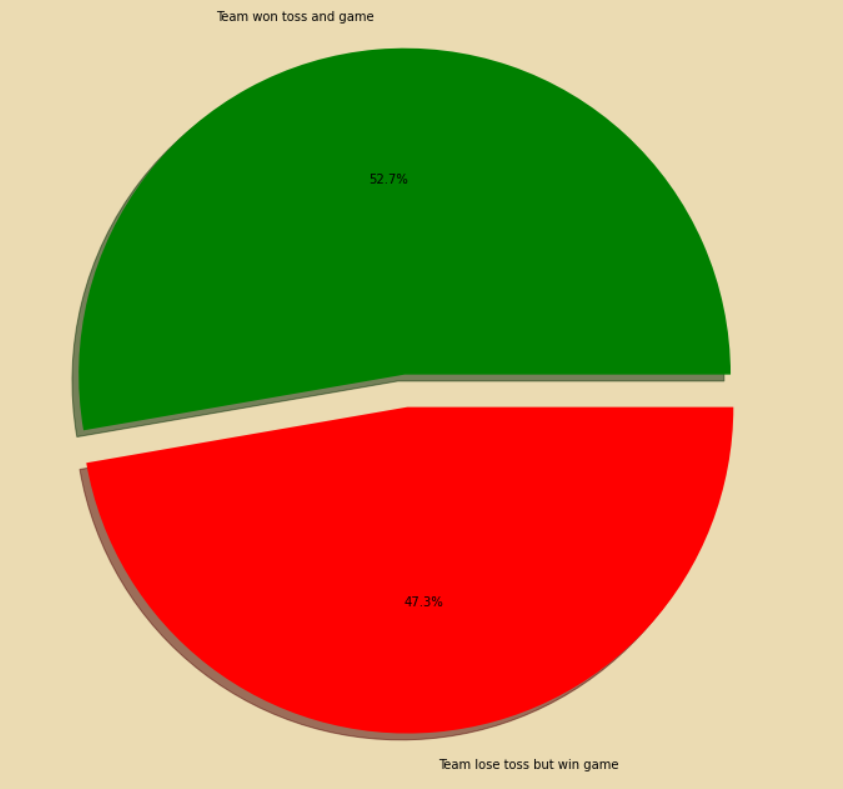 Team won toss and game
52.7%
47.3%
Team lose toss but win game